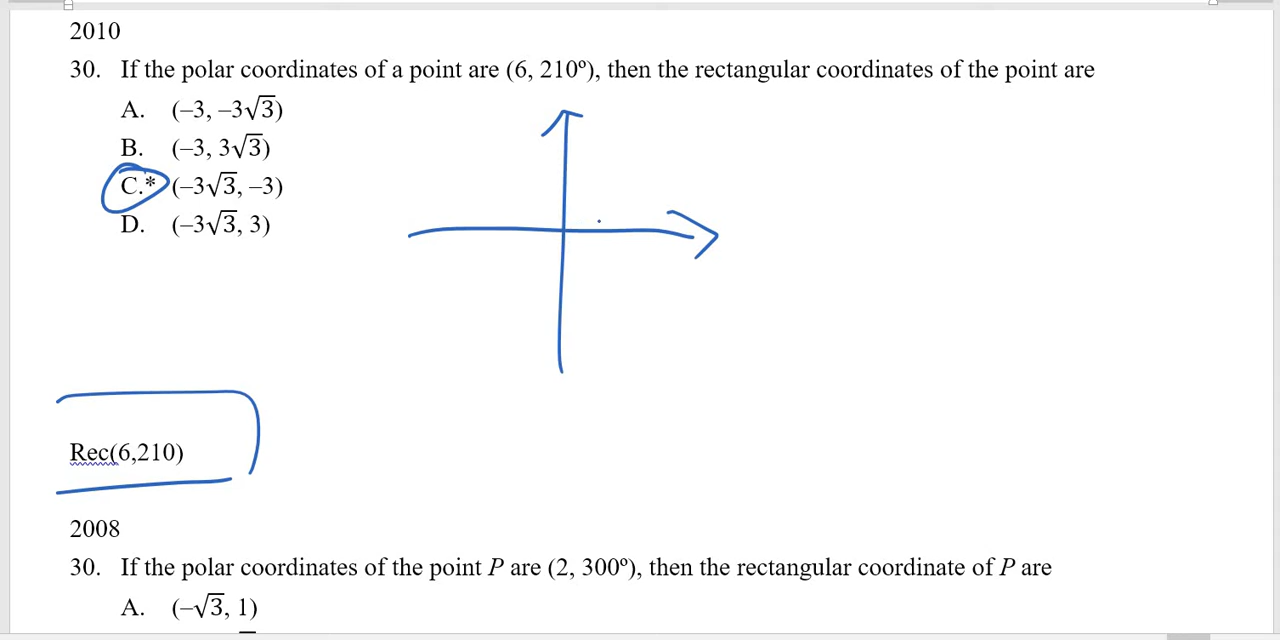 2010
30. If the polar coordinates of a point are (6, 210º), then the rectangular coordinates of the point are
A. (–3, –3√3)
B. (–3, 3√3)
C.* (–3√3, –3)
D. (–3√3, 3)
Rec(6,210)
2008
30. If the polar coordinates of the point P are (2, 300º), then the rectangular coordinate of P are
A. (–√3, 1)